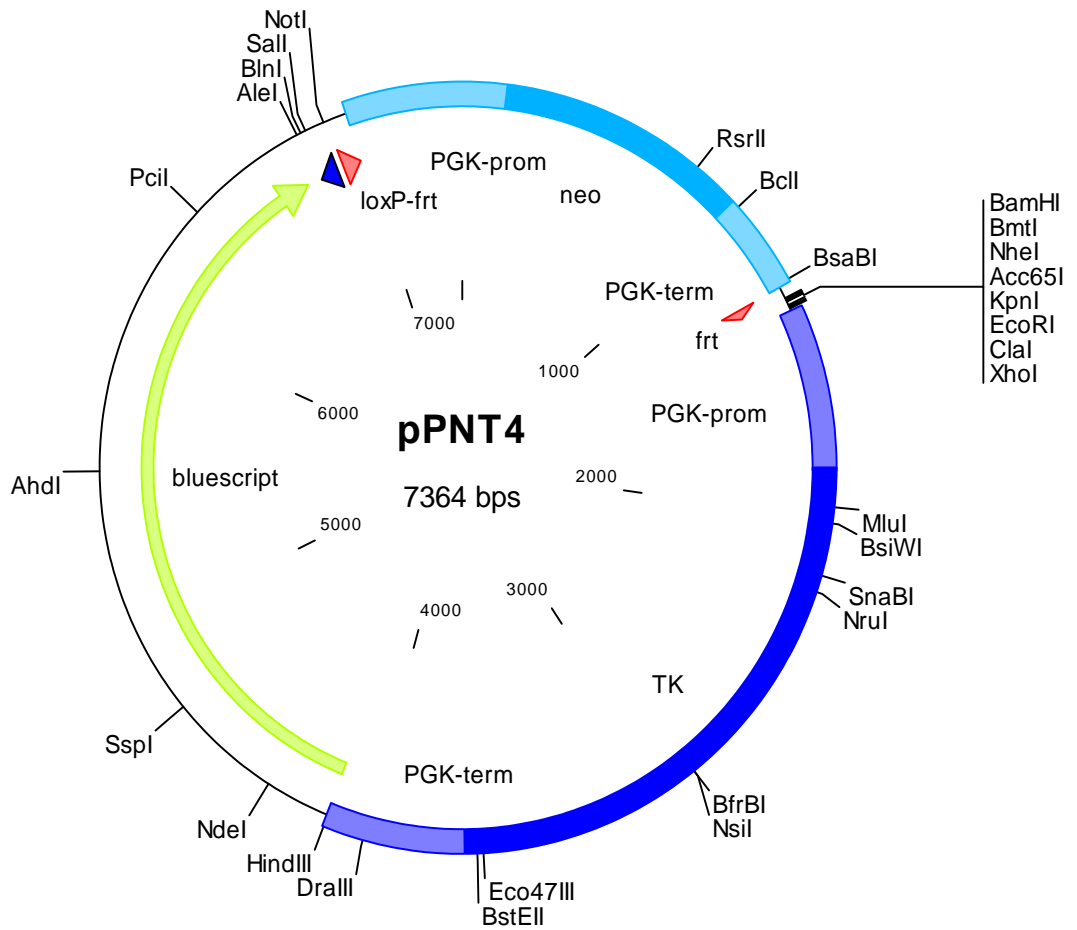 NotI
SalI
BlnI
AleI
PciI
PGK-prom
neo
loxP-frt
RsrII
BclI
BsaBI
BamHI
BmtI
NheI
Acc65I
KpnI
EcoRI
ClaI
XhoI
PGK-term
frt
7000
1000
6000
PGK-prom
pPNT4
7364 bps
2000
AhdI
bluescript
5000
MluI
BsiWI
SnaBI
NruI
3000
4000
TK
SspI
PGK-term
BfrBI
NsiI
NdeI
HindIII
DraIII
Eco47III
BstEII